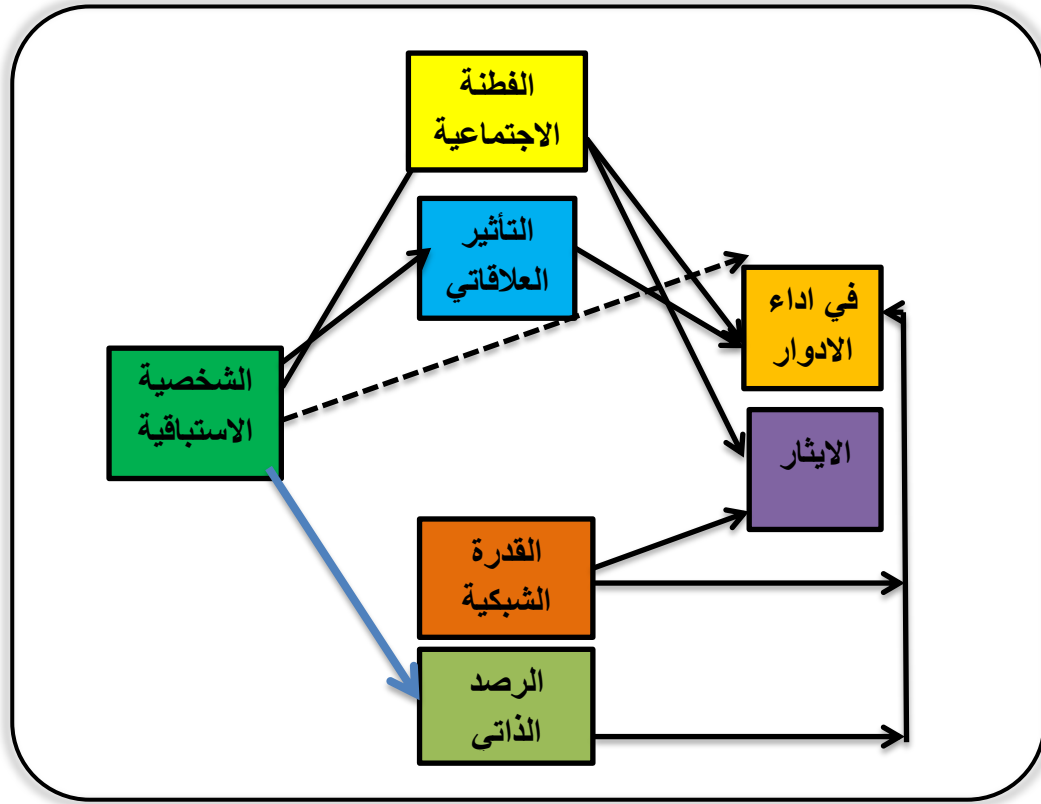 الفطنة
الاجتماعية
التأثير
العلاقاتي
في اداء
الادوار
الشخصية
الاستباقية
الايثار
القدرة
الشبكية
الرصد
الذاتي